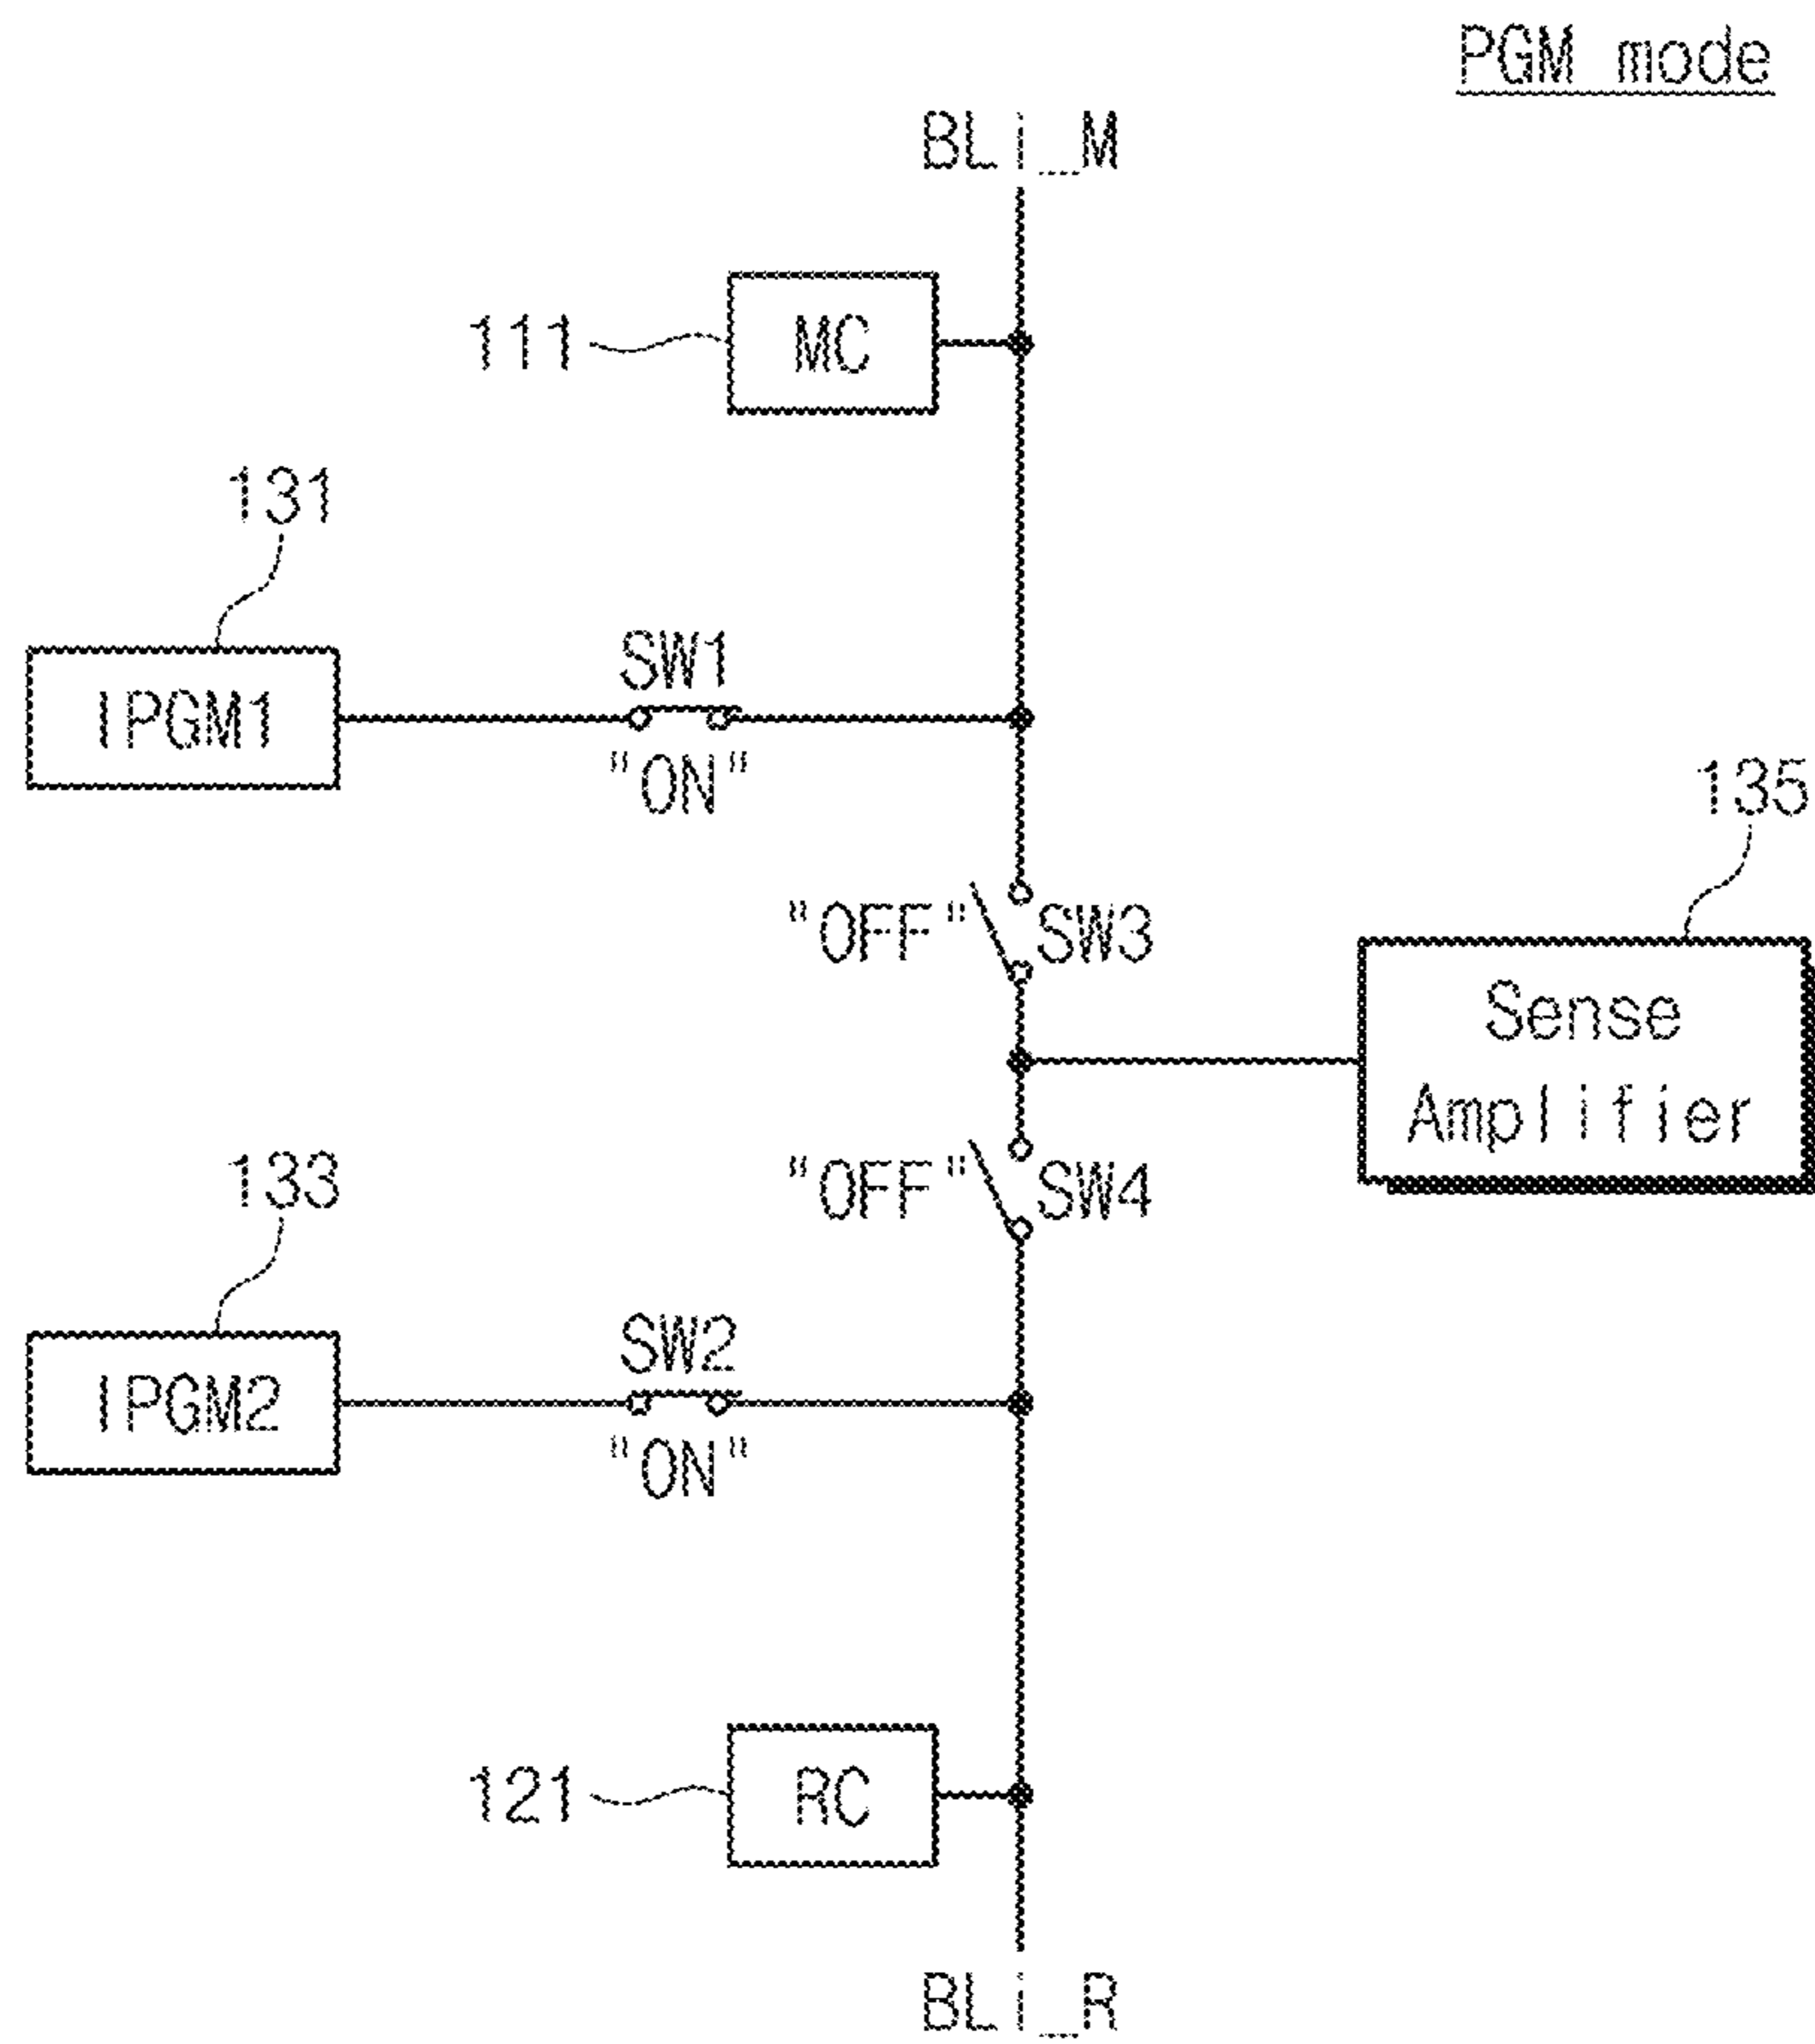 PGM mode
BLi_M
111
MC
131
SW1
IPGM1
"ON"
135
"OFF"
SW3
Sense
Amplifier
"OFF"
SW4
133
SW2
IPGM2
"ON"
121
RC
BLi_R